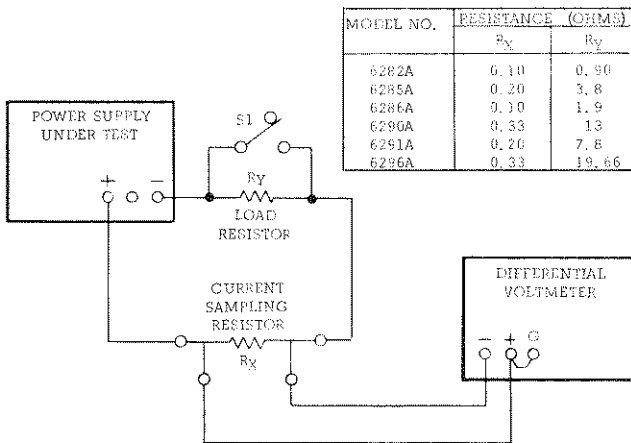 MODEL NO. RESISTANCE (OHMS)
RX RY
6282A 0.10 0.90
6285A 0.20 3.8
6286A 0.10 1.9
6290A 0.33 13
6291A 0.20 7.8
6296A 0.33 19.66
POWER SUPPLY
UNDER TEST
+ −
S1
RY
LOAD
RESISTOR
CURRENT
SAMPLING
RESISTOR
RX
DIFFERENTIAL
VOLTMETER
− + G